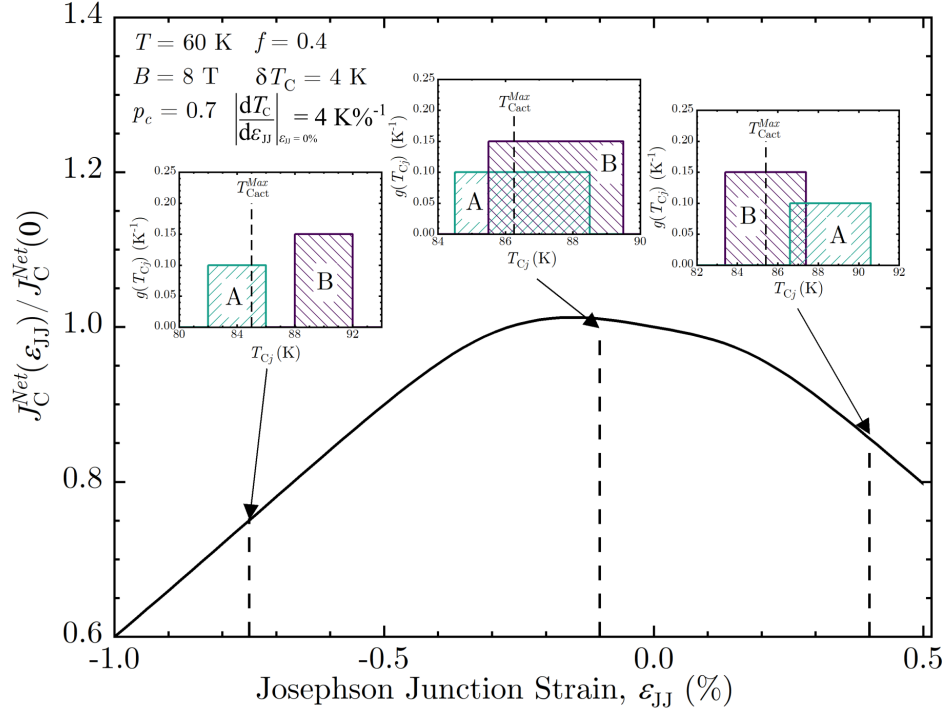 T = 60 K f = 0.4
B = 8 T δT_C = 4 K
p_c = 0.7 |dT_C/dε_JJ|_{ε_JJ = 0%} = 4 K%⁻¹
0.25
0.20
0.15
0.10
0.05
0.00
g(T_Cj) (K⁻¹)
T_Cact^Max
A
B
80
84
88
92
T_Cj (K)
0.25
0.20
0.15
0.10
0.05
0.00
g(T_Cj) (K⁻¹)
T_Cact^Max
A
B
84
86
88
90
T_Cj (K)
0.25
0.20
0.15
0.10
0.05
0.00
g(T_Cj) (K⁻¹)
T_Cact^Max
B
A
82
84
86
88
90
92
T_Cj (K)
J_C^Net(ε_JJ) / J_C^Net(0)
1.4
1.2
1.0
0.8
0.6
-1.0
-0.5
0.0
0.5
Josephson Junction Strain, ε_JJ (%)